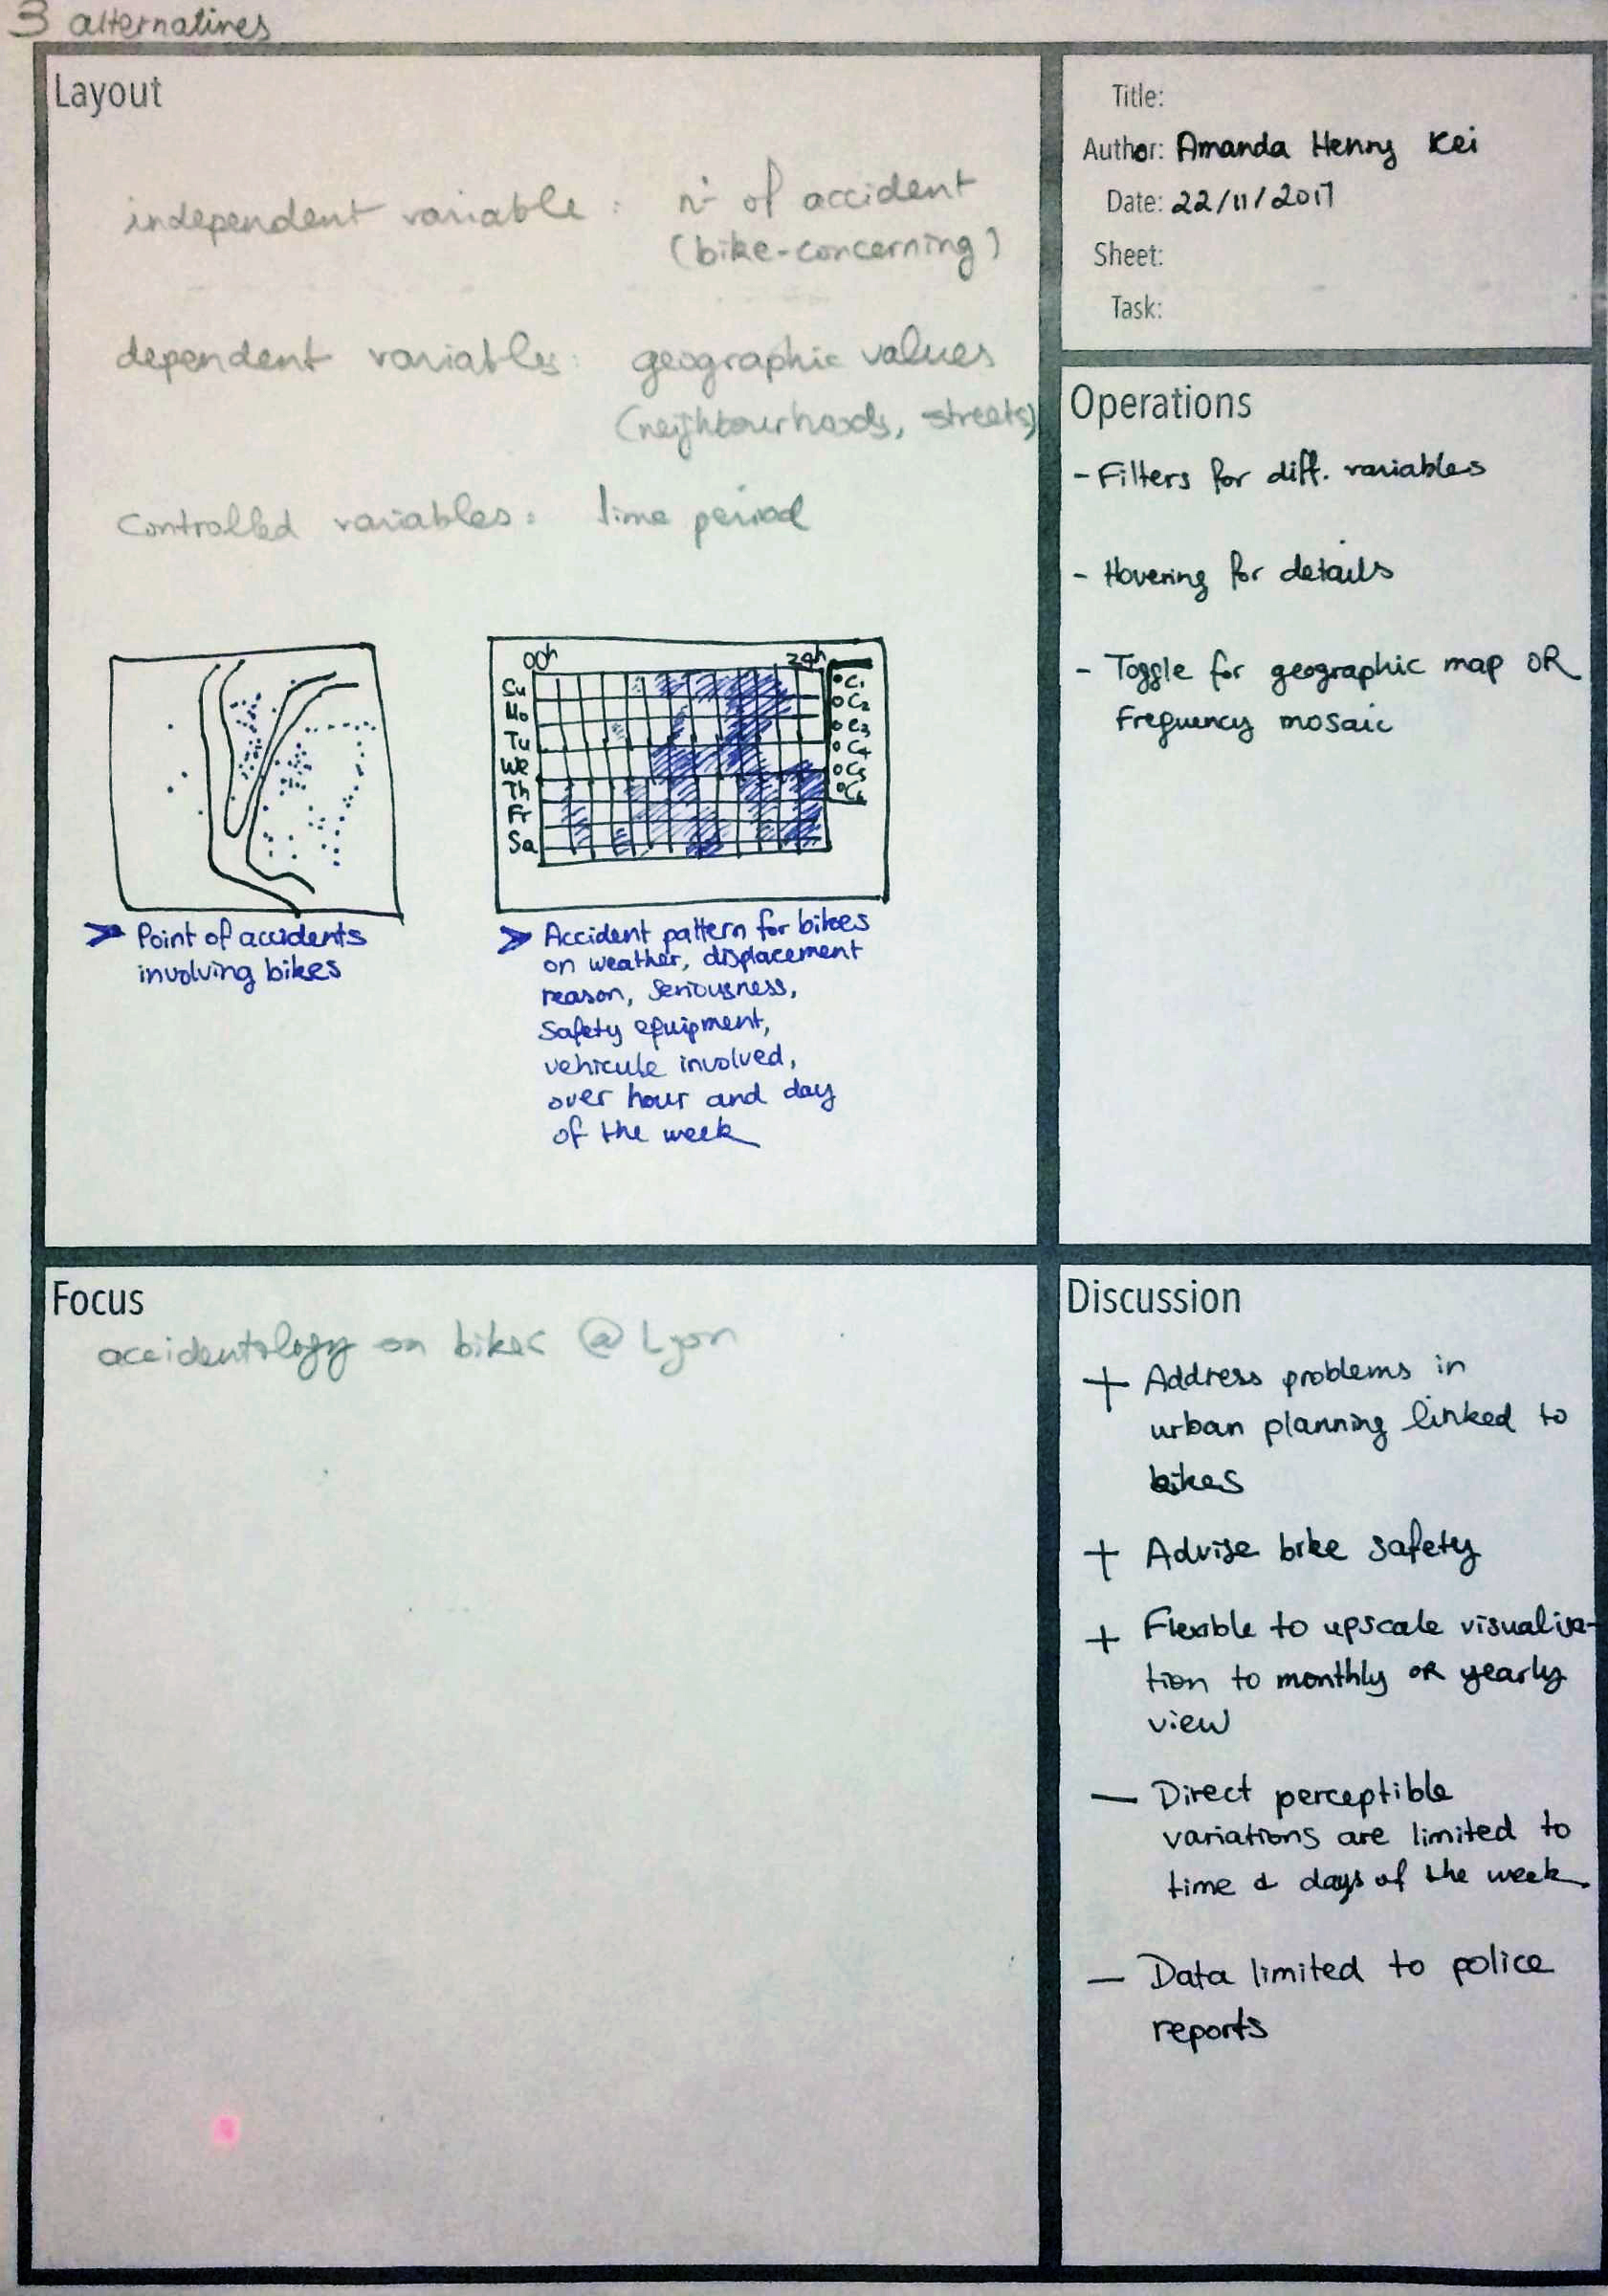 3 alternatives
Layout
independent variable : n° of accident
(bike-concerning)
dependent variables: geographic values
(neighbourhoods, streets)
Controlled variables: time period
00h 24h
Su
Mo
Tu
We
Th
Fr
Sa
C1
C2
C3
C4
C5
C6
> Point of accidents
involving bikes
> Accident pattern for bikes
on weather, displacement
reason, seriousness,
safety equipment,
vehicule involved,
over hour and day
of the week
Title:
Author: Amanda Henry Kei
Date: 22/11/2017
Sheet:
Task:
Operations
- Filters for diff. variables
- Hovering for details
- Toggle for geographic map OR
Frequency mosaic
Focus
accidentology on bikes @ Lyon
Discussion
+ Address problems in
urban planning linked to
bikes
+ Advise bike safety
+ Flexible to upscale visualisa-
tion to monthly OR yearly
view
- Direct perceptible
variations are limited to
time & days of the week.
- Data limited to police
reports